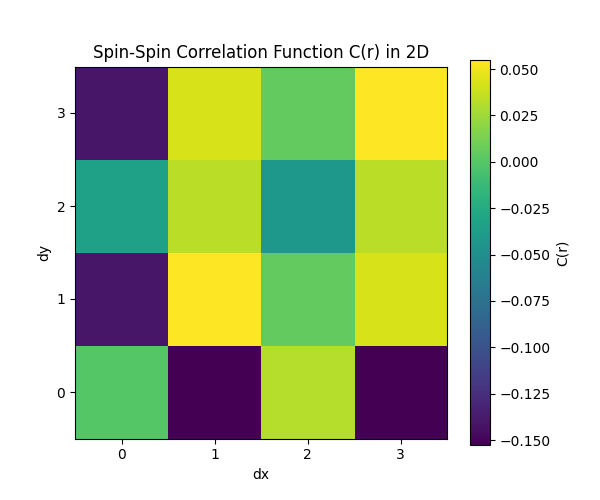 Spin-Spin Correlation Function C(r) in 2D
3
2
1
0
dy
0 1 2 3
dx
0.050
0.025
0.000
−0.025
−0.050
−0.075
−0.100
−0.125
−0.150
C(r)